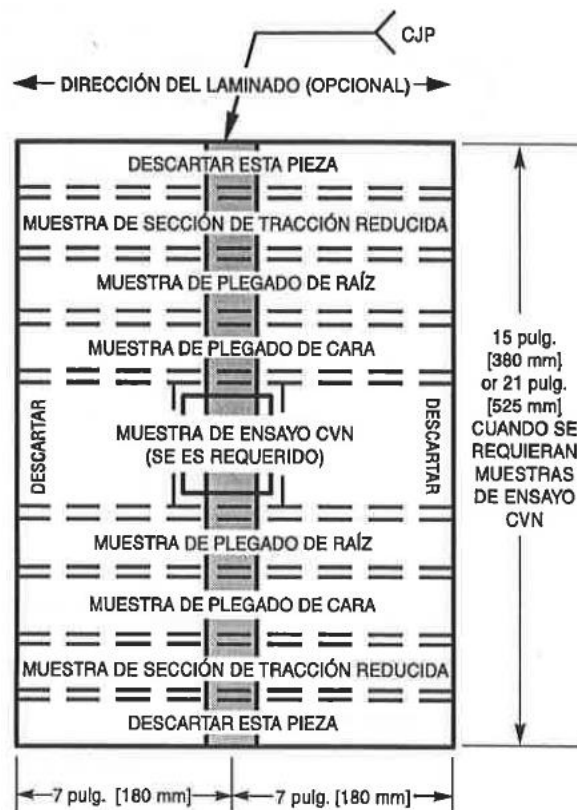 CJP
DIRECCIÓN DEL LAMINADO (OPCIONAL)
DESCARTAR ESTA PIEZA
MUESTRA DE SECCIÓN DE TRACCIÓN REDUCIDA
MUESTRA DE PLEGADO DE RAÍZ
MUESTRA DE PLEGADO DE CARA
DESCARTAR
MUESTRA DE ENSAYO CVN
(SE ES REQUERIDO)
DESCARTAR
MUESTRA DE PLEGADO DE RAÍZ
MUESTRA DE PLEGADO DE CARA
MUESTRA DE SECCIÓN DE TRACCIÓN REDUCIDA
DESCARTAR ESTA PIEZA
15 pulg.
[380 mm]
or 21 pulg.
[525 mm]
CUANDO SE
REQUIERAN
MUESTRAS
DE ENSAYO
CVN
7 pulg. [180 mm]
7 pulg. [180 mm]